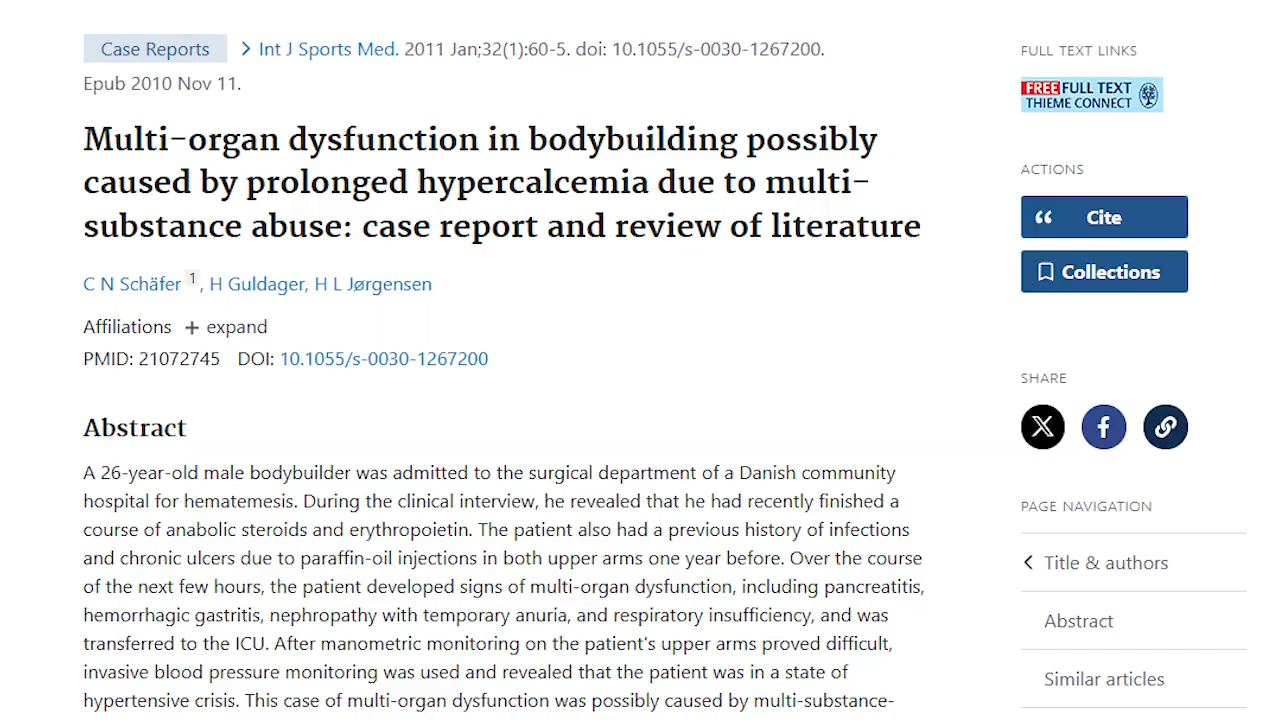 Case Reports > Int J Sports Med. 2011 Jan;32(1):60-5. doi: 10.1055/s-0030-1267200.
Epub 2010 Nov 11.
Multi-organ dysfunction in bodybuilding possibly
caused by prolonged hypercalcemia due to multi-
substance abuse: case report and review of literature
C N Schäfer 1, H Guldager, H L Jørgensen
Affiliations + expand
PMID: 21072745 DOI: 10.1055/s-0030-1267200
Abstract
A 26-year-old male bodybuilder was admitted to the surgical department of a Danish community
hospital for hematemesis. During the clinical interview, he revealed that he had recently finished a
course of anabolic steroids and erythropoietin. The patient also had a previous history of infections
and chronic ulcers due to paraffin-oil injections in both upper arms one year before. Over the course
of the next few hours, the patient developed signs of multi-organ dysfunction, including pancreatitis,
hemorrhagic gastritis, nephropathy with temporary anuria, and respiratory insufficiency, and was
transferred to the ICU. After manometric monitoring on the patient's upper arms proved difficult,
invasive blood pressure monitoring was used and revealed that the patient was in a state of
hypertensive crisis. This case of multi-organ dysfunction was possibly caused by multi-substance-
FULL TEXT LINKS
FREE FULL TEXT
THIEME CONNECT
ACTIONS
Cite
Collections
SHARE
PAGE NAVIGATION
Title & authors
Abstract
Similar articles